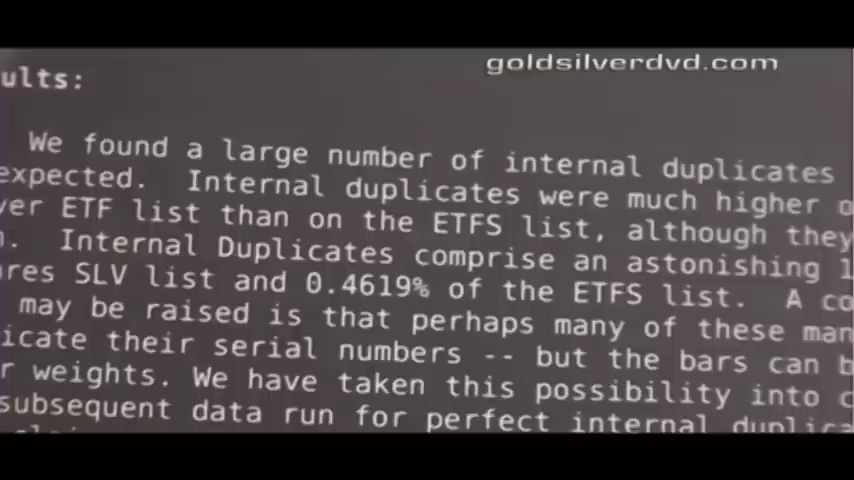 goldsilverdvd.com
ults:
We found a large number of internal duplicates
expected. Internal duplicates were much higher o
ver ETF list than on the ETFS list, although they
. Internal Duplicates comprise an astonishing 1
res SLV list and 0.4619% of the ETFS list. A co
may be raised is that perhaps many of these man
icate their serial numbers -- but the bars can b
r weights. We have taken this possibility into c
subsequent data run for perfect internal duplica